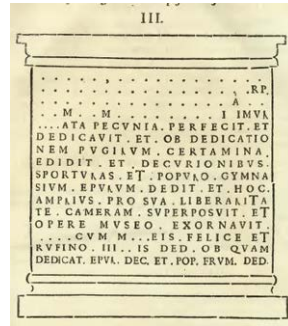 III.
. . . . . . . . . . . . . .
. . . . . . . . . . . . .RP.
. . . . . . . . . . . A . .
. . M . . M . . . . . I IMVR
. . . . ATA PECVNIA. PERFECIT. ET
DEDICAVIT. ET. OB DEDICATIO
NEM PVGILVM. CERTAMINA.
EDIDIT. ET. DECVRIONIBVS.
SPORTVLAS. ET. POPVLO. GYMNA
SIVM. EPVLVM. DEDIT. ET. HOC.
AMPLIVS. PRO SVA. LIBERALITA
TE. CAMERAM. SVPERPOSVIT. ET
OPERE MVSEO. EXORNAVIT.
. . . . CVM M...EIS. FELICE ET
RVFINO. III.. IS DED. OB QVAM
DEDICAT. EPVL. DEC. ET. POP. FRVM. DED.